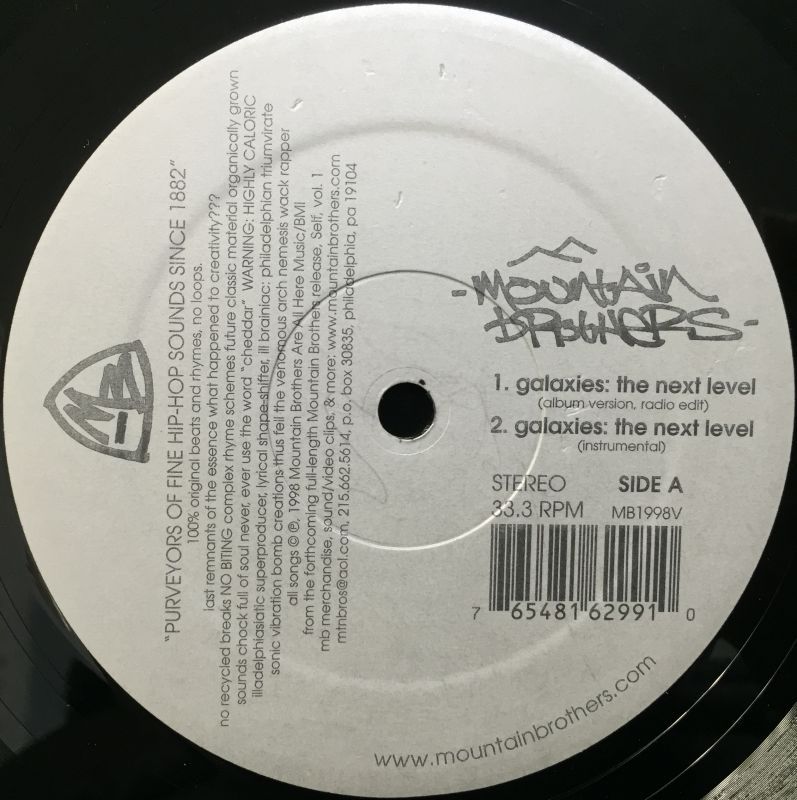 "PURVEYORS OF FINE HIP-HOP SOUNDS SINCE 1882"
100% original beats and rhymes, no loops.
last remnants of the essence what happened to creativity???
no recycled breaks NO BITING complex rhyme schemes future classic material organically grown
sounds chock full of soul never, ever use the word "cheddar" WARNING: HIGHLY CALORIC
illadelphiasiatic superproducer, lyrical shape-shifter, ill brainiac: philadelphian triumvirate
sonic vibration bomb creations thus fell the venomous arch nemesis wack rapper
all songs © ℗, 1998 Mountain Brothers Are All Here Music/BMI
from the forthcoming full-length Mountain Brothers release, Self, vol. 1
mb merchandise, sound/video clips, & more: www.mountainbrothers.com
mtnbros@aol.com, 215.662.5614, p.o. box 30835, philadelphia, pa 19104
MB
-MOUNTAIN
BROTHERS-
1. galaxies: the next level
(album version, radio edit)
2. galaxies: the next level
(instrumental)
STEREO SIDE A
33.3 RPM MB1998V
7 65481 62991 0
www.mountainbrothers.com